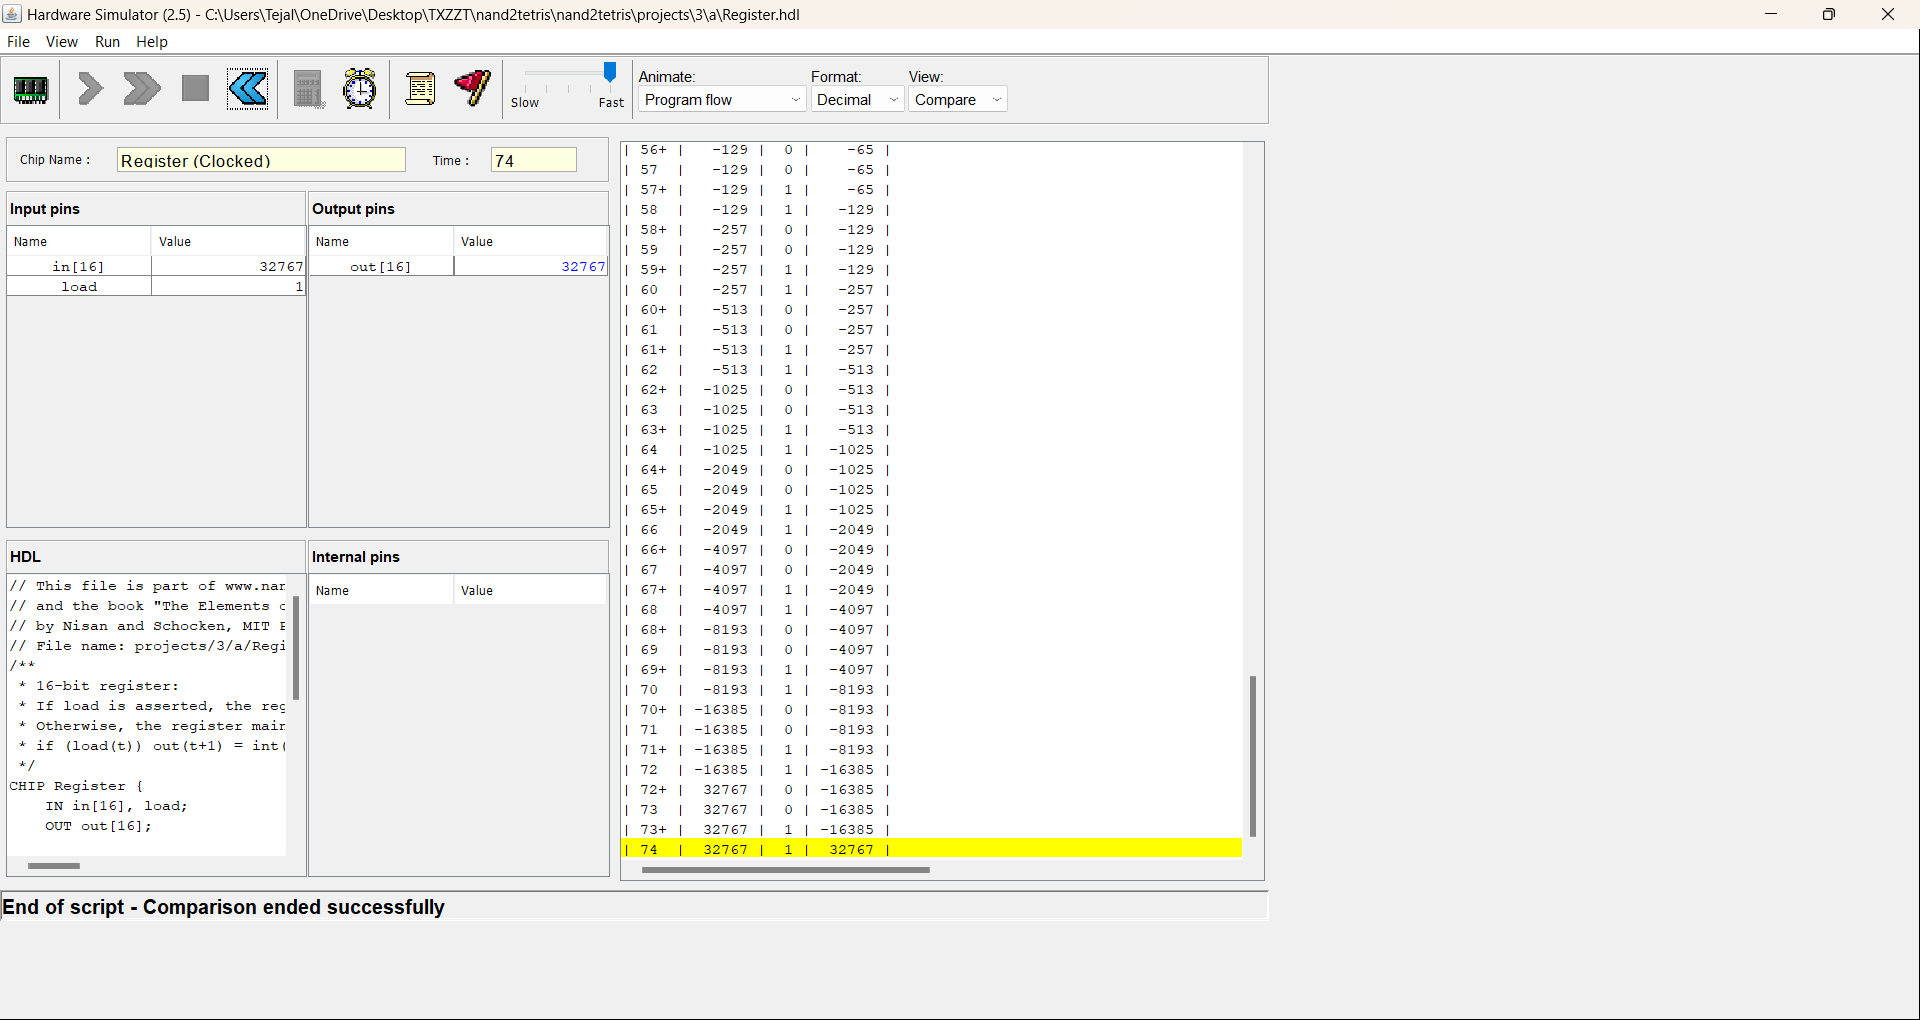 Hardware Simulator (2.5) - C:\Users\Tejal\OneDrive\Desktop\TXZZT\nand2tetris\nand2tetris\projects\3\a\Register.hdl
File View Run Help
Slow Fast
Animate: Format: View:
Program flow Decimal Compare
Chip Name : Register (Clocked) Time : 74
Input pins
Name Value
in[16] 32767
load 1
Output pins
Name Value
out[16] 32767
HDL
// This file is part of www.nan
// and the book "The Elements o
// by Nisan and Schocken, MIT P
// File name: projects/3/a/Regi
/**
* 16-bit register:
* If load is asserted, the reg
* Otherwise, the register main
* if (load(t)) out(t+1) = int(
*/
CHIP Register {
IN in[16], load;
OUT out[16];
Internal pins
Name Value
| 56+ | -129 | 0 | -65 |
| 57 | -129 | 0 | -65 |
| 57+ | -129 | 1 | -65 |
| 58 | -129 | 1 | -129 |
| 58+ | -257 | 0 | -129 |
| 59 | -257 | 0 | -129 |
| 59+ | -257 | 1 | -129 |
| 60 | -257 | 1 | -257 |
| 60+ | -513 | 0 | -257 |
| 61 | -513 | 0 | -257 |
| 61+ | -513 | 1 | -257 |
| 62 | -513 | 1 | -513 |
| 62+ | -1025 | 0 | -513 |
| 63 | -1025 | 0 | -513 |
| 63+ | -1025 | 1 | -513 |
| 64 | -1025 | 1 | -1025 |
| 64+ | -2049 | 0 | -1025 |
| 65 | -2049 | 0 | -1025 |
| 65+ | -2049 | 1 | -1025 |
| 66 | -2049 | 1 | -2049 |
| 66+ | -4097 | 0 | -2049 |
| 67 | -4097 | 0 | -2049 |
| 67+ | -4097 | 1 | -2049 |
| 68 | -4097 | 1 | -4097 |
| 68+ | -8193 | 0 | -4097 |
| 69 | -8193 | 0 | -4097 |
| 69+ | -8193 | 1 | -4097 |
| 70 | -8193 | 1 | -8193 |
| 70+ | -16385 | 0 | -8193 |
| 71 | -16385 | 0 | -8193 |
| 71+ | -16385 | 1 | -8193 |
| 72 | -16385 | 1 | -16385 |
| 72+ | 32767 | 0 | -16385 |
| 73 | 32767 | 0 | -16385 |
| 73+ | 32767 | 1 | -16385 |
| 74 | 32767 | 1 | 32767 |
End of script - Comparison ended successfully